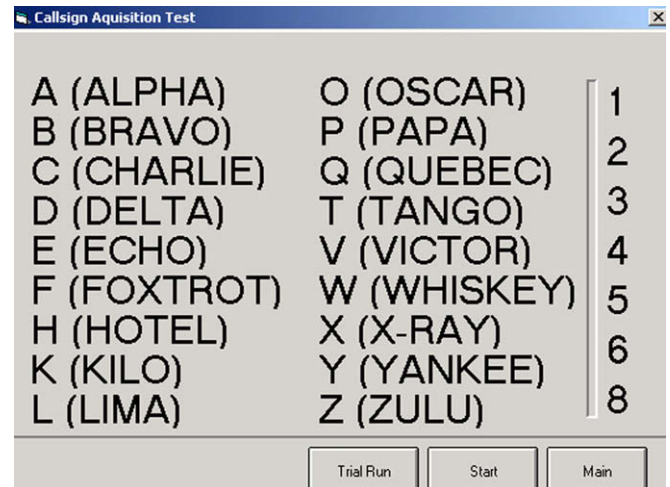 Callsign Aquisition Test
A (ALPHA)
B (BRAVO)
C (CHARLIE)
D (DELTA)
E (ECHO)
F (FOXTROT)
H (HOTEL)
K (KILO)
L (LIMA)
O (OSCAR)
P (PAPA)
Q (QUEBEC)
T (TANGO)
V (VICTOR)
W (WHISKEY)
X (X-RAY)
Y (YANKEE)
Z (ZULU)
1
2
3
4
5
6
8
Trial Run
Start
Main